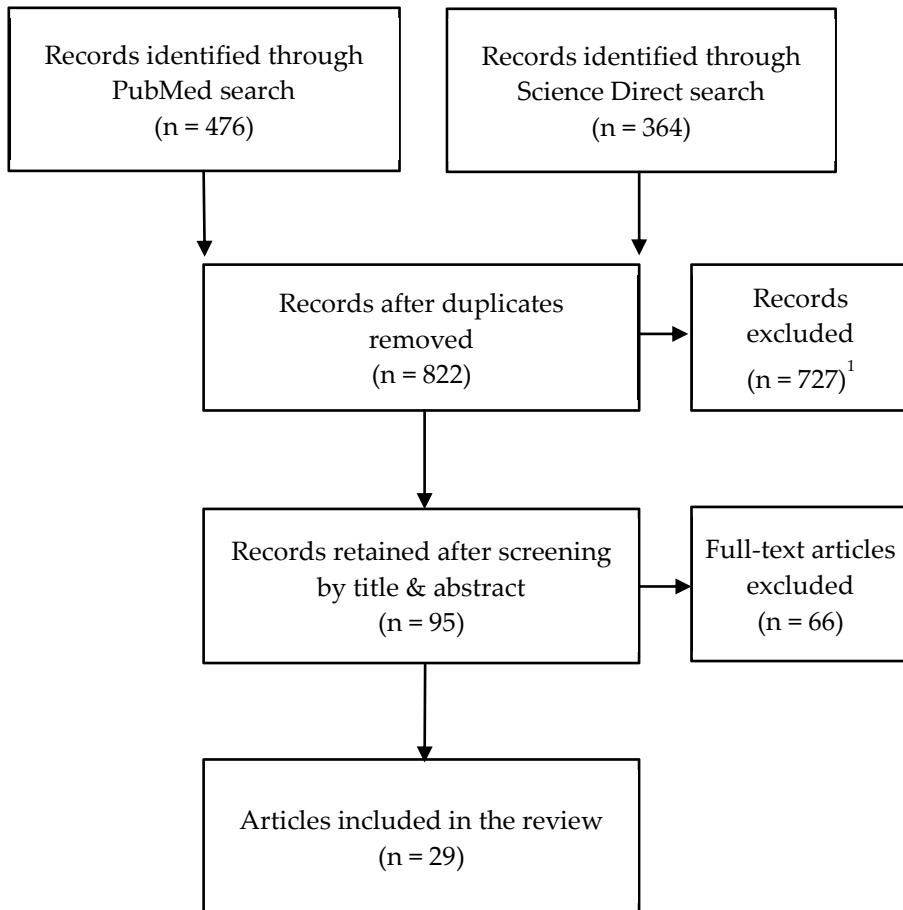 Records identified through
PubMed search
(n = 476)
Records identified through
Science Direct search
(n = 364)
Records after duplicates
removed
(n = 822)
Records
excluded
(n = 727)¹
Records retained after screening
by title & abstract
(n = 95)
Full-text articles
excluded
(n = 66)
Articles included in the review
(n = 29)